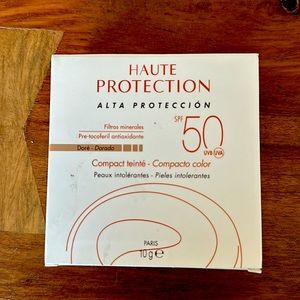 HAUTE
PROTECTION
ALTA PROTECCIÓN
Filtros minerales
Pre-tocoferil antioxidante
SPF
50
UVB UVA
Doré - Dorado
Compact teinté - Compacto color
Peaux intolérantes - Pieles intolerantes
PARIS
10g e